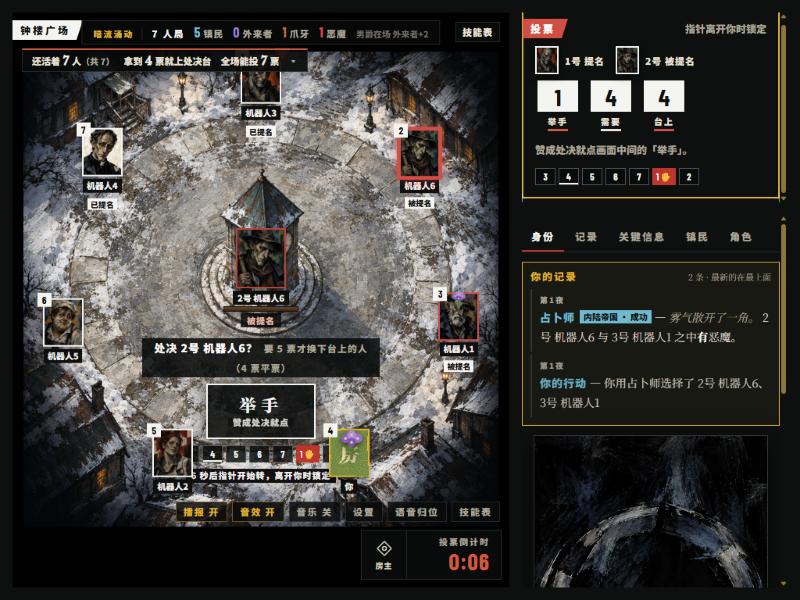 钟楼广场
暗流涌动 7 人局 5 镇民 0 外来者 1 爪牙 1 恶魔 男爵在场 外来者+2
技能表
还活着 7 人（共 7） 拿到 4 票就上处决台 全场能投 7 票
机器人3
已提名
7
机器人4
已提名
2
机器人6
被提名
2号 机器人6
被提名
6
机器人5
3
机器人1
被提名
处决 2号 机器人6? 要 5 票才换下台上的人
（4 票平票）
举手
赞成处决就点
5
机器人2
4 5 6 7 1
4
房
你
秒后指针开始转，离开你时锁定
播报 开 音效 开 音乐 关 设置 语音归位 技能表
房主
投票倒计时
0:06
投票 指针离开你时锁定
1号 提名 2号 被提名
1 4 4
举手 需要 台上
赞成处决就点画面中间的「举手」。
3 4 5 6 7 1 2
身份 记录 关键信息 镇民 角色
你的记录 2 条 · 最新的在最上面
第1夜
占卜师 内陆帝国 · 成功 — 雾气散开了一角。 2
号 机器人6 与 3号 机器人1 之中有恶魔。
第1夜
你的行动 — 你用占卜师选择了 2号 机器人6、
3号 机器人1